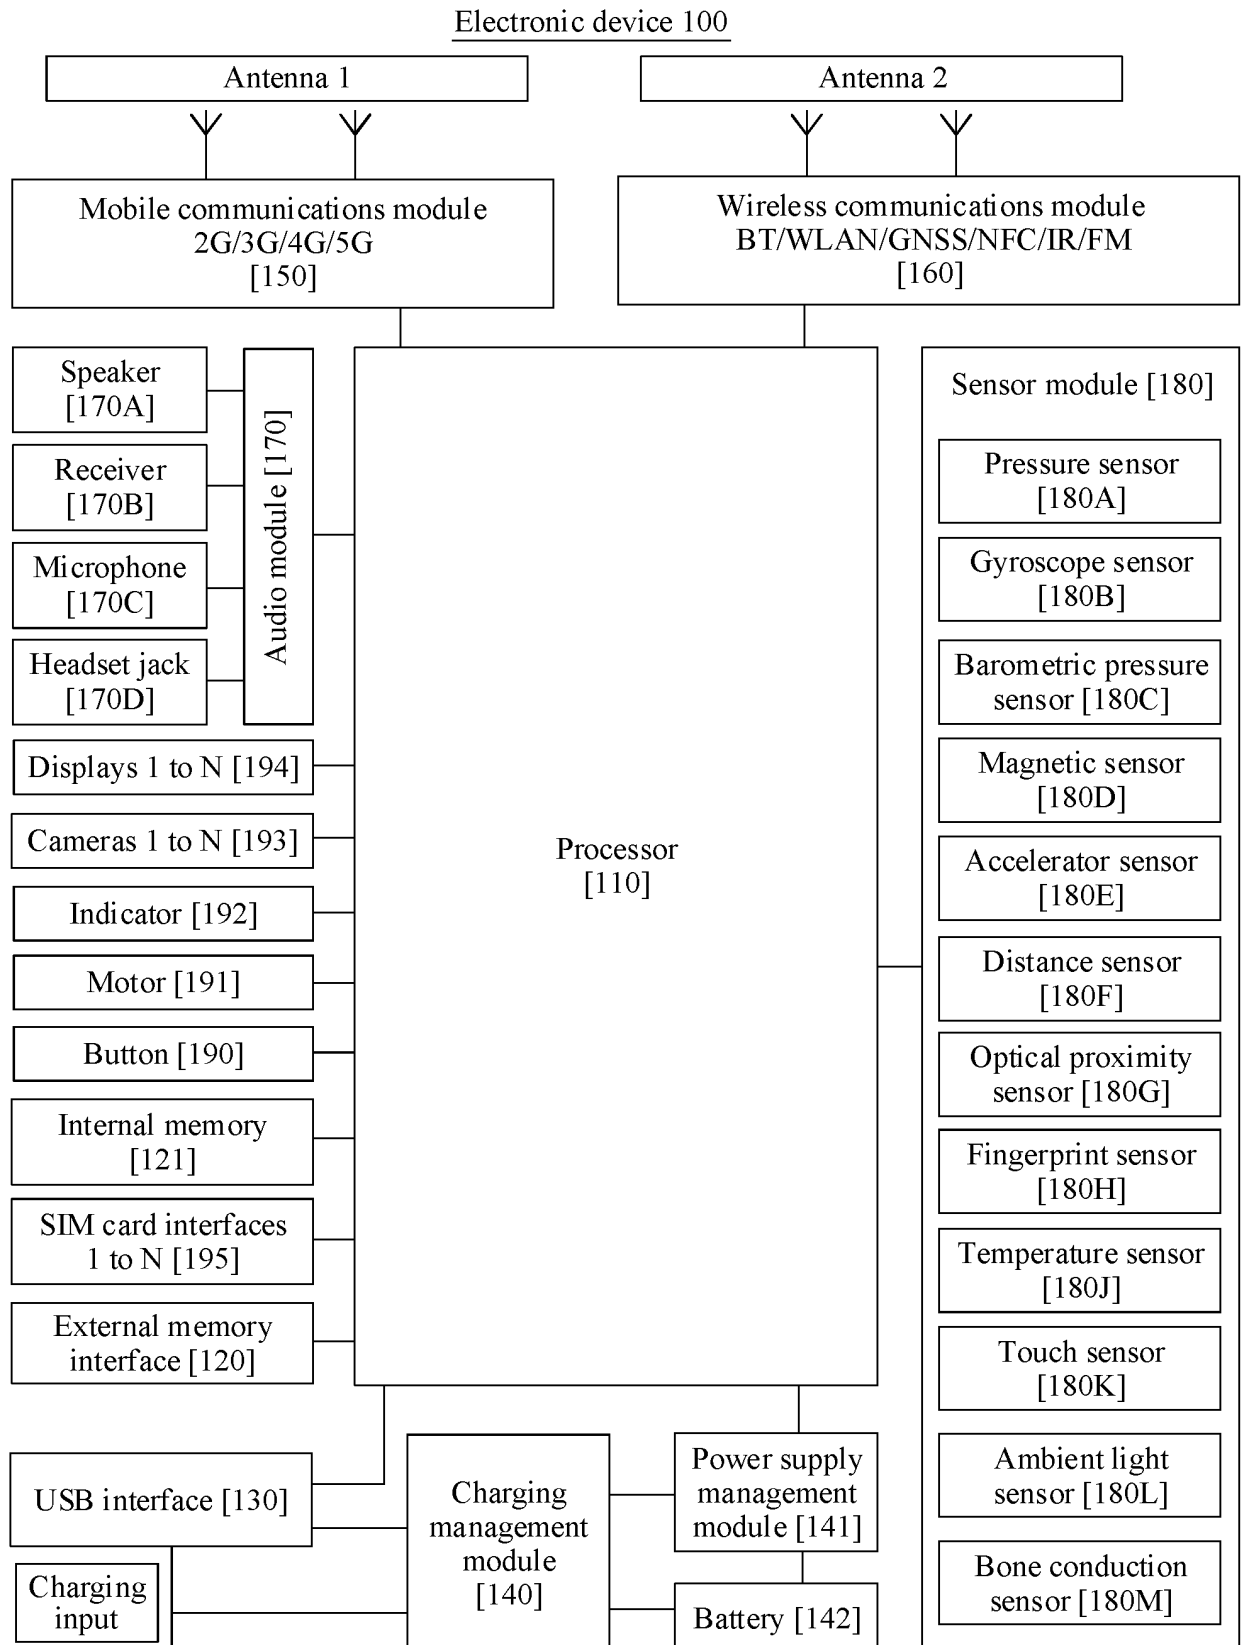 Electronic device 100
Antenna 1
Antenna 2
Mobile communications module
2G/3G/4G/5G
[150]
Wireless communications module
BT/WLAN/GNSS/NFC/IR/FM
[160]
Speaker
[170A]
Receiver
[170B]
Microphone
[170C]
Headset jack
[170D]
Audio module [170]
Displays 1 to N [194]
Cameras 1 to N [193]
Indicator [192]
Motor [191]
Button [190]
Internal memory
[121]
SIM card interfaces
1 to N [195]
External memory
interface [120]
Processor
[110]
Sensor module [180]
Pressure sensor
[180A]
Gyroscope sensor
[180B]
Barometric pressure
sensor [180C]
Magnetic sensor
[180D]
Accelerator sensor
[180E]
Distance sensor
[180F]
Optical proximity
sensor [180G]
Fingerprint sensor
[180H]
Temperature sensor
[180J]
Touch sensor
[180K]
Ambient light
sensor [180L]
Bone conduction
sensor [180M]
USB interface [130]
Charging
input
Charging
management
module
[140]
Power supply
management
module [141]
Battery [142]